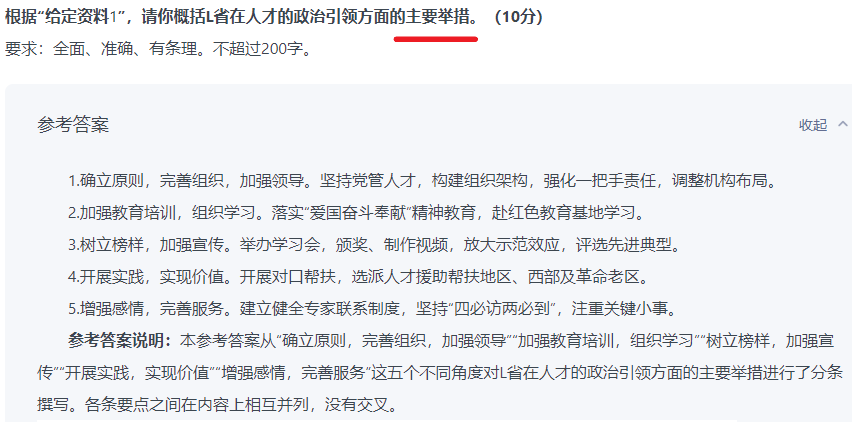 根据“给定资料1”，请你概括L省在人才的政治引领方面的主要举措。（10分）
要求：全面、准确、有条理。不超过200字。
参考答案
收起
1.确立原则，完善组织，加强领导。坚持党管人才，构建组织架构，强化一把手责任，调整机构布局。
2.加强教育培训，组织学习。落实“爱国奋斗奉献”精神教育，赴红色教育基地学习。
3.树立榜样，加强宣传。举办学习会，颁奖、制作视频，放大示范效应，评选先进典型。
4.开展实践，实现价值。开展对口帮扶，选派人才援助帮扶地区、西部及革命老区。
5.增强感情，完善服务。建立健全专家联系制度，坚持“四必访两必到”，注重关键小事。
参考答案说明：本参考答案从“确立原则，完善组织，加强领导”“加强教育培训，组织学习”“树立榜样，加强宣
传”“开展实践，实现价值”“增强感情，完善服务“这五个不同角度对L省在人才的政治引领方面的主要举措进行了分条
撰写。各条要点之间在内容上相互并列，没有交叉。